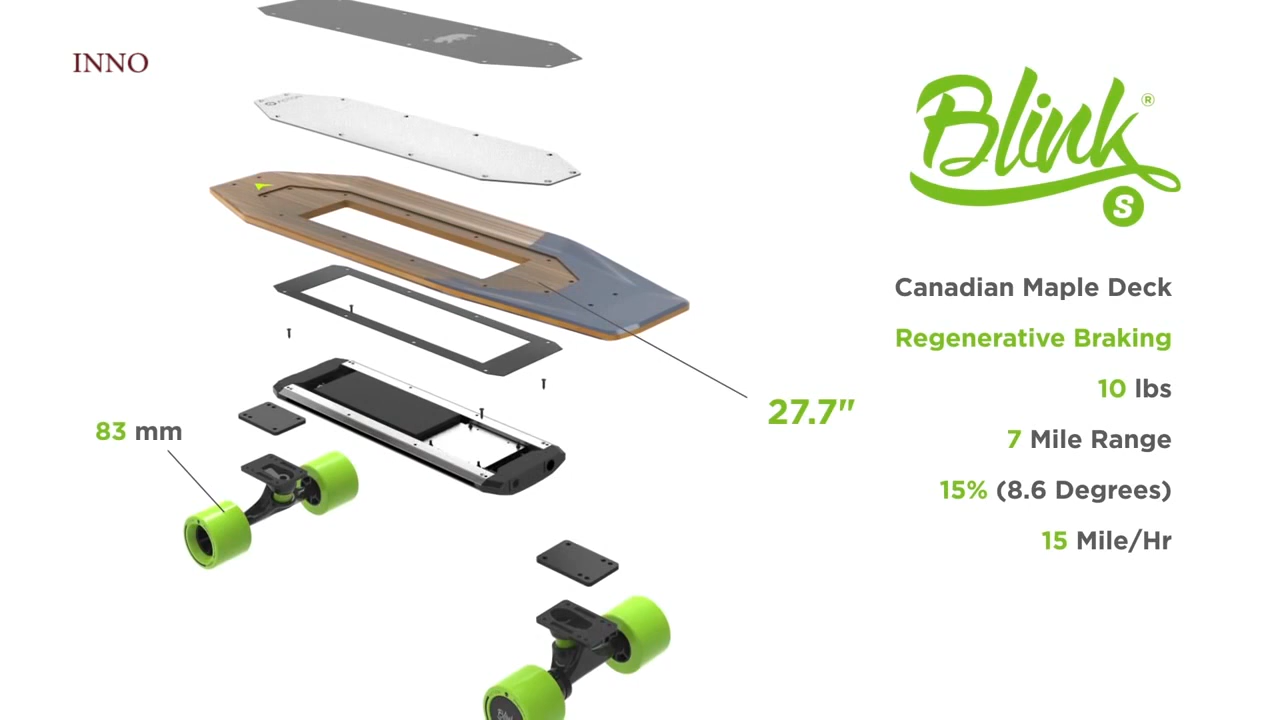 INNO
Blink®
S
Canadian Maple Deck
Regenerative Braking
10 lbs
7 Mile Range
15% (8.6 Degrees)
15 Mile/Hr
27.7"
83 mm
Blink